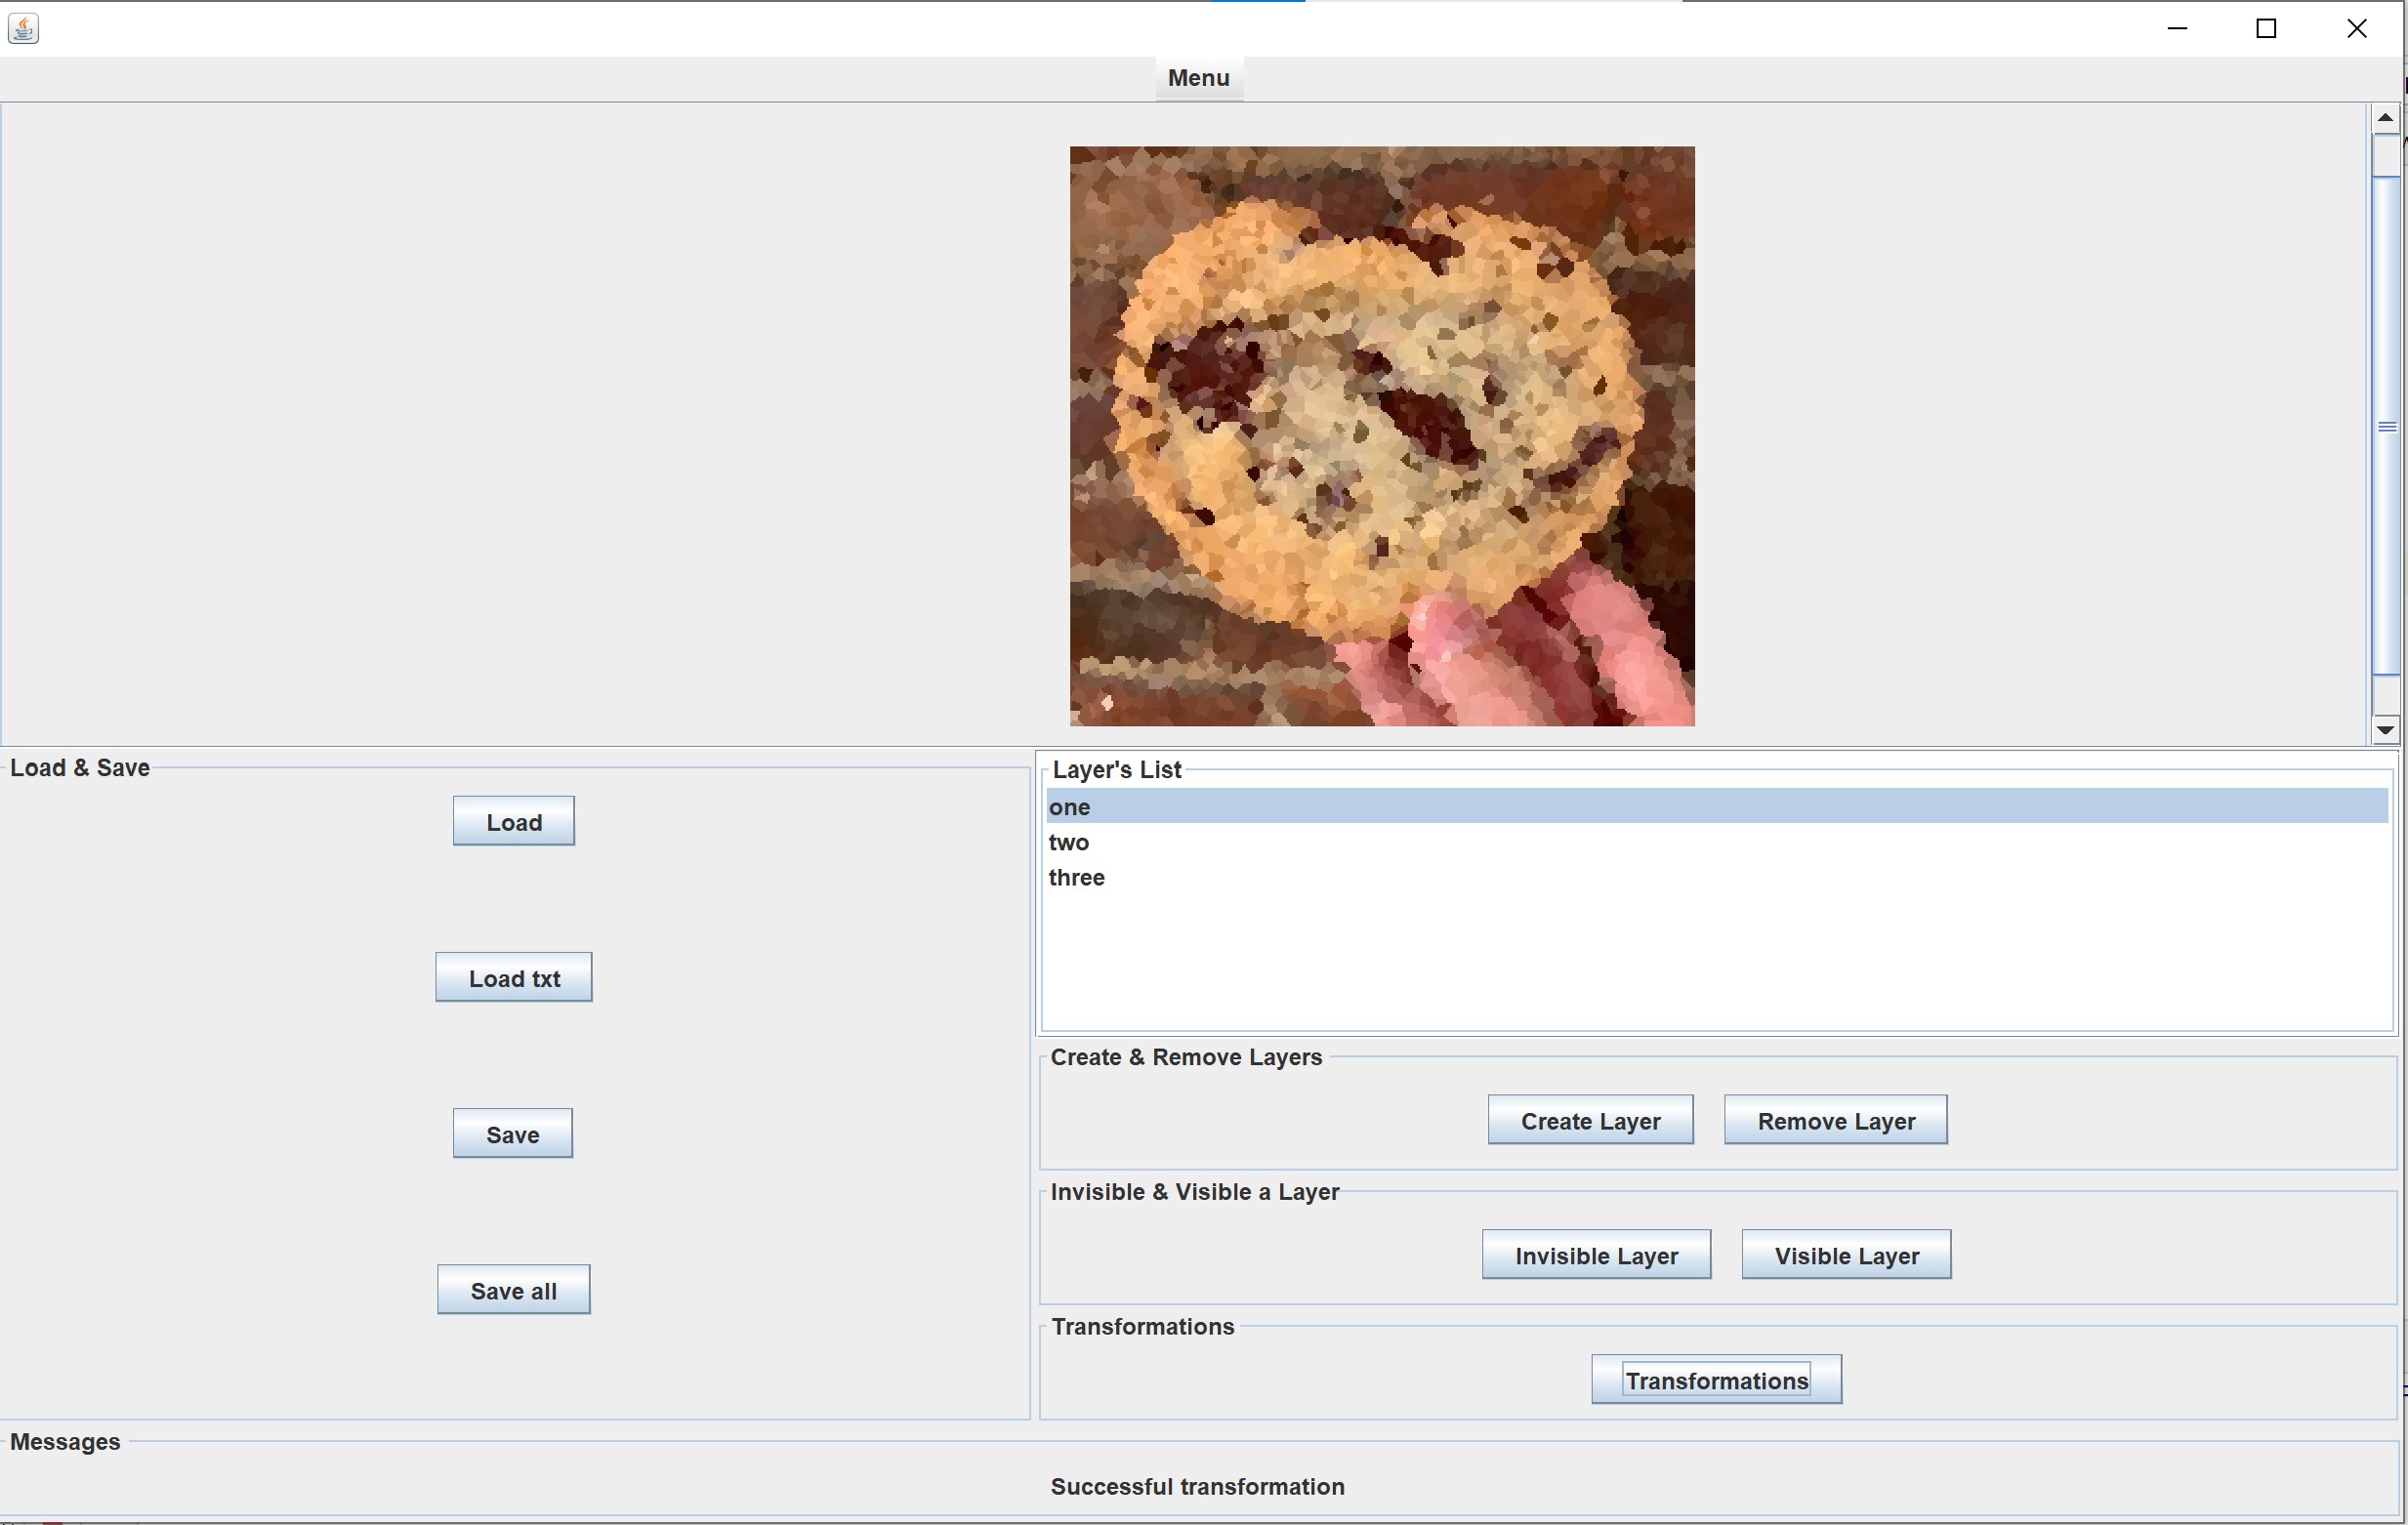 Menu
Load & Save
Load
Load txt
Save
Save all
Layer's List
one
two
three
Create & Remove Layers
Create Layer Remove Layer
Invisible & Visible a Layer
Invisible Layer Visible Layer
Transformations
Transformations
Messages
Successful transformation